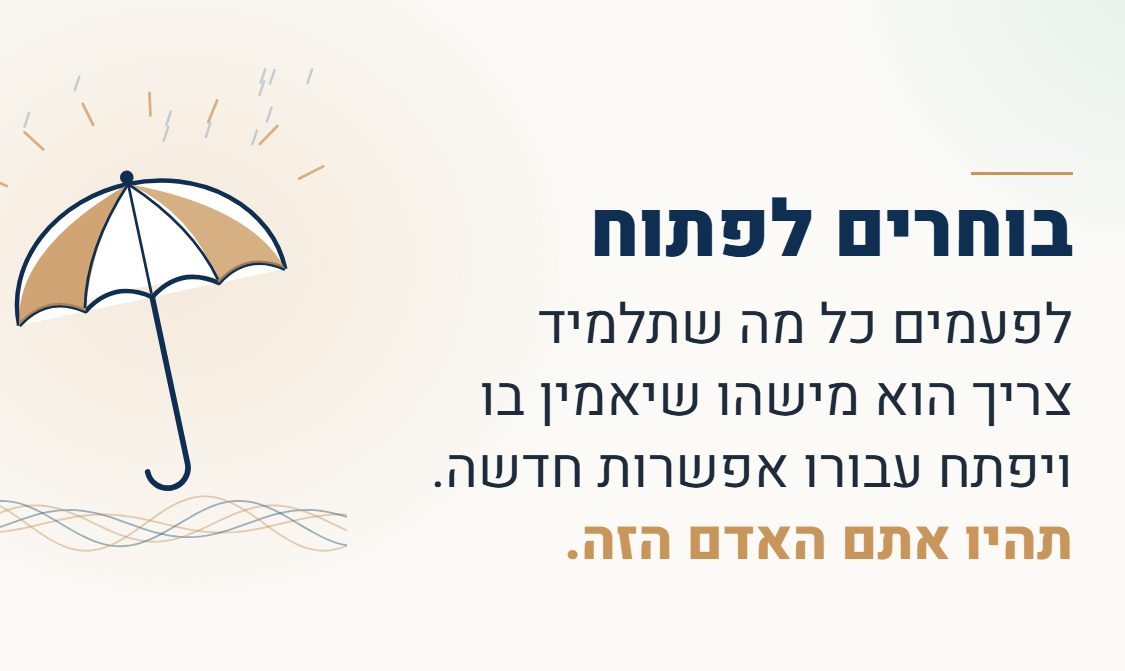 בוחרים לפתוח
לפעמים כל מה שתלמיד
צריך הוא מישהו שיאמין בו
ויפתח עבורו אפשרות חדשה.
תהיו אתם האדם הזה.